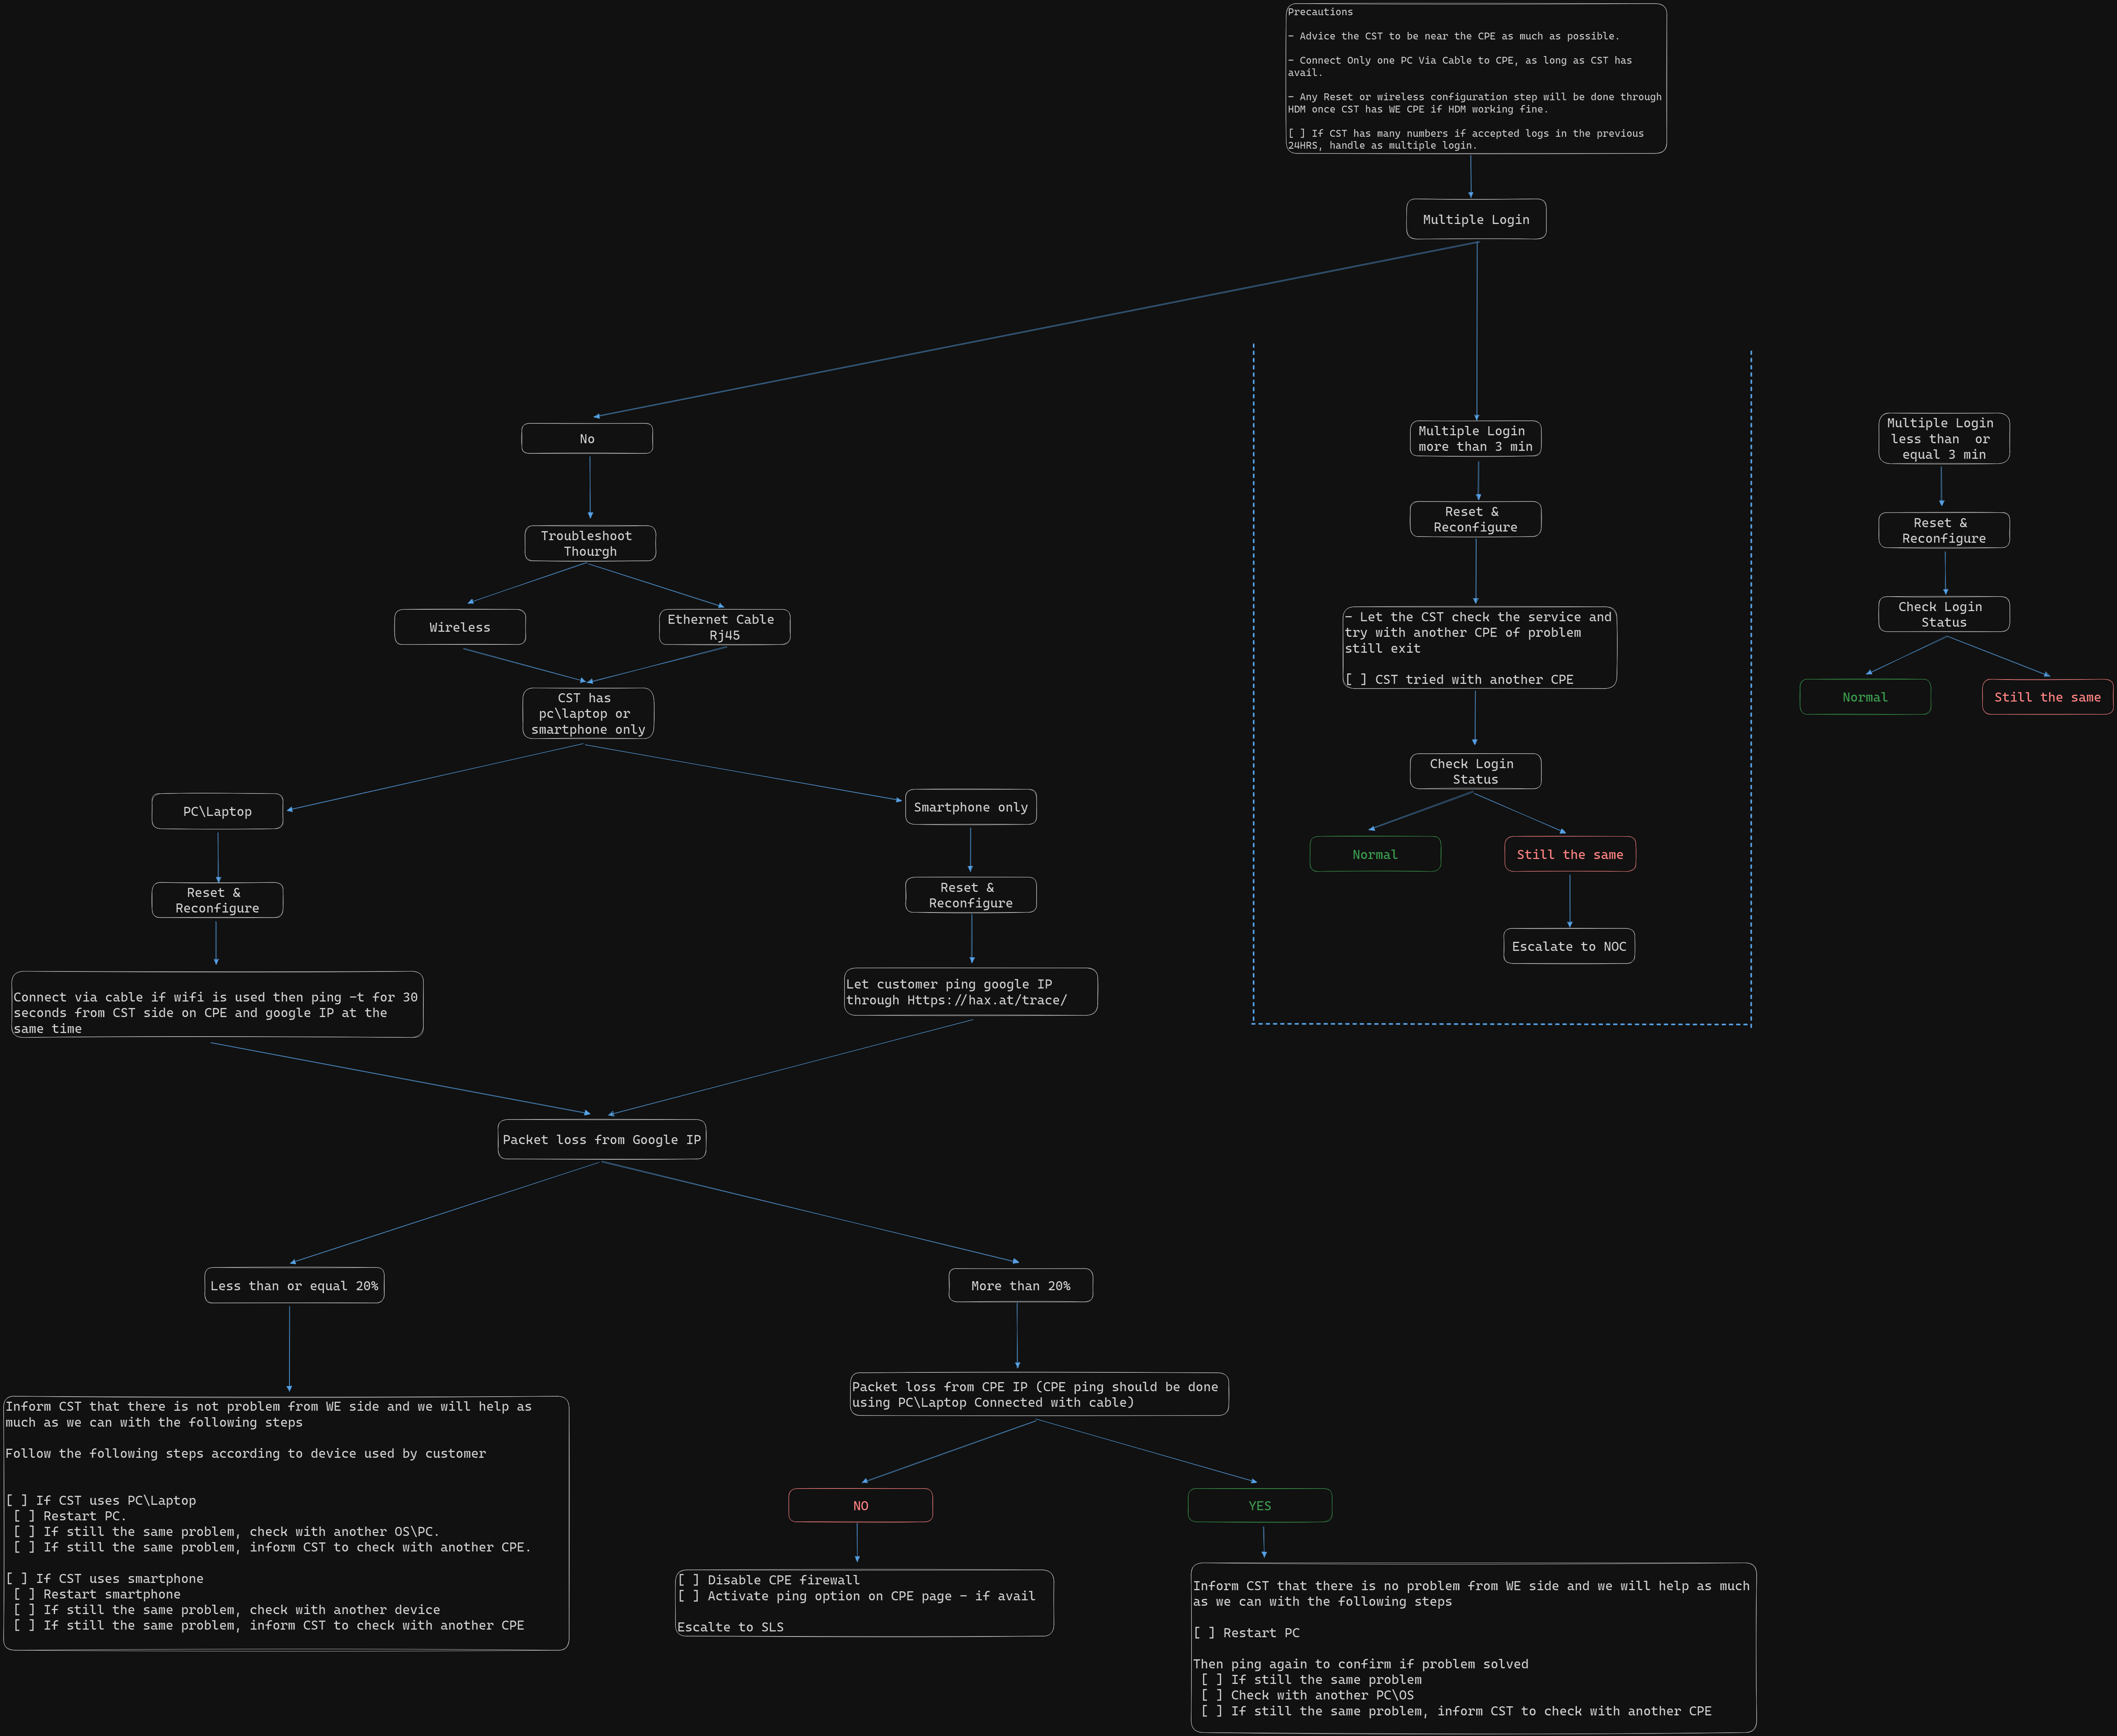 Precautions
- Advice the CST to be near the CPE as much as possible.
- Connect Only one PC Via Cable to CPE, as long as CST has
avail.
- Any Reset or wireless configuration step will be done through
HDM once CST has WE CPE if HDM working fine.
[ ] If CST has many numbers if accepted logs in the previous
24HRS, handle as multiple login.
Multiple Login
No
Troubleshoot
Thourgh
Wireless
Ethernet Cable
Rj45
CST has
pc\laptop or
smartphone only
PC\Laptop
Reset &
Reconfigure
Connect via cable if wifi is used then ping -t for 30
seconds from CST side on CPE and google IP at the
same time
Smartphone only
Reset &
Reconfigure
Let customer ping google IP
through Https://hax.at/trace/
Packet loss from Google IP
Less than or equal 20%
Inform CST that there is not problem from WE side and we will help as
much as we can with the following steps
Follow the following steps according to device used by customer
[ ] If CST uses PC\Laptop
[ ] Restart PC.
[ ] If still the same problem, check with another OS\PC.
[ ] If still the same problem, inform CST to check with another CPE.
[ ] If CST uses smartphone
[ ] Restart smartphone
[ ] If still the same problem, check with another device
[ ] If still the same problem, inform CST to check with another CPE
More than 20%
Packet loss from CPE IP (CPE ping should be done
using PC\Laptop Connected with cable)
NO
[ ] Disable CPE firewall
[ ] Activate ping option on CPE page - if avail
Escalte to SLS
YES
Inform CST that there is no problem from WE side and we will help as much
as we can with the following steps
[ ] Restart PC
Then ping again to confirm if problem solved
[ ] If still the same problem
[ ] Check with another PC\OS
[ ] If still the same problem, inform CST to check with another CPE
Multiple Login
more than 3 min
Reset &
Reconfigure
- Let the CST check the service and
try with another CPE of problem
still exit
[ ] CST tried with another CPE
Check Login
Status
Normal
Still the same
Escalate to NOC
Multiple Login
less than or
equal 3 min
Reset &
Reconfigure
Check Login
Status
Normal
Still the same